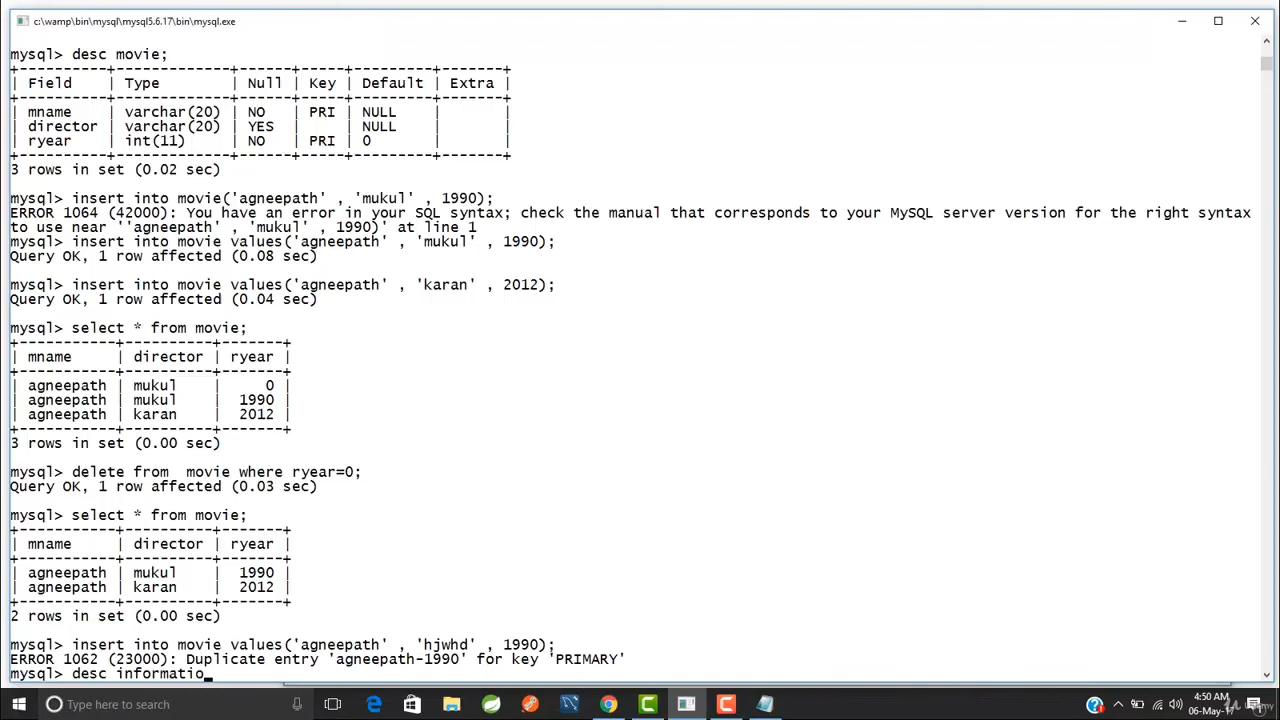 c:\wamp\bin\mysql\mysql5.6.17\bin\mysql.exe
mysql> desc movie;
+----------+-------------+------+-----+---------+-------+
| Field    | Type        | Null | Key | Default | Extra |
+----------+-------------+------+-----+---------+-------+
| mname    | varchar(20) | NO   | PRI | NULL    |       |
| director | varchar(20) | YES  |     | NULL    |       |
| ryear    | int(11)     | NO   | PRI | 0       |       |
+----------+-------------+------+-----+---------+-------+
3 rows in set (0.02 sec)
mysql> insert into movie('agneepath' , 'mukul' , 1990);
ERROR 1064 (42000): You have an error in your SQL syntax; check the manual that corresponds to your MySQL server version for the right syntax
to use near ''agneepath' , 'mukul' , 1990)' at line 1
mysql> insert into movie values('agneepath' , 'mukul' , 1990);
Query OK, 1 row affected (0.08 sec)
mysql> insert into movie values('agneepath' , 'karan' , 2012);
Query OK, 1 row affected (0.04 sec)
mysql> select * from movie;
+-----------+----------+-------+
| mname     | director | ryear |
+-----------+----------+-------+
| agneepath | mukul    |     0 |
| agneepath | mukul    |  1990 |
| agneepath | karan    |  2012 |
+-----------+----------+-------+
3 rows in set (0.00 sec)
mysql> delete from  movie where ryear=0;
Query OK, 1 row affected (0.03 sec)
mysql> select * from movie;
+-----------+----------+-------+
| mname     | director | ryear |
+-----------+----------+-------+
| agneepath | mukul    |  1990 |
| agneepath | karan    |  2012 |
+-----------+----------+-------+
2 rows in set (0.00 sec)
mysql> insert into movie values('agneepath' , 'hjwhd' , 1990);
ERROR 1062 (23000): Duplicate entry 'agneepath-1990' for key 'PRIMARY'
mysql> desc informatio_
Type here to search
4:50 AM
06-May-1